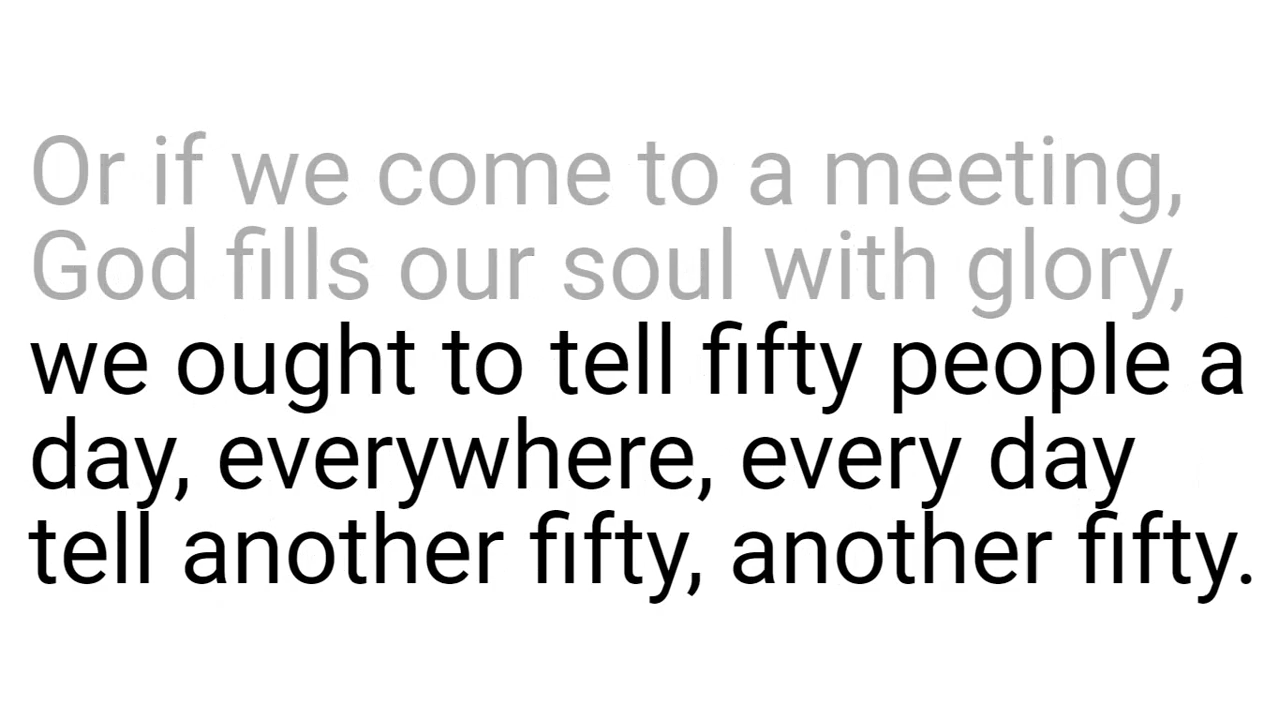 Or if we come to a meeting,
God fills our soul with glory,
we ought to tell fifty people a
day, everywhere, every day
tell another fifty, another fifty.